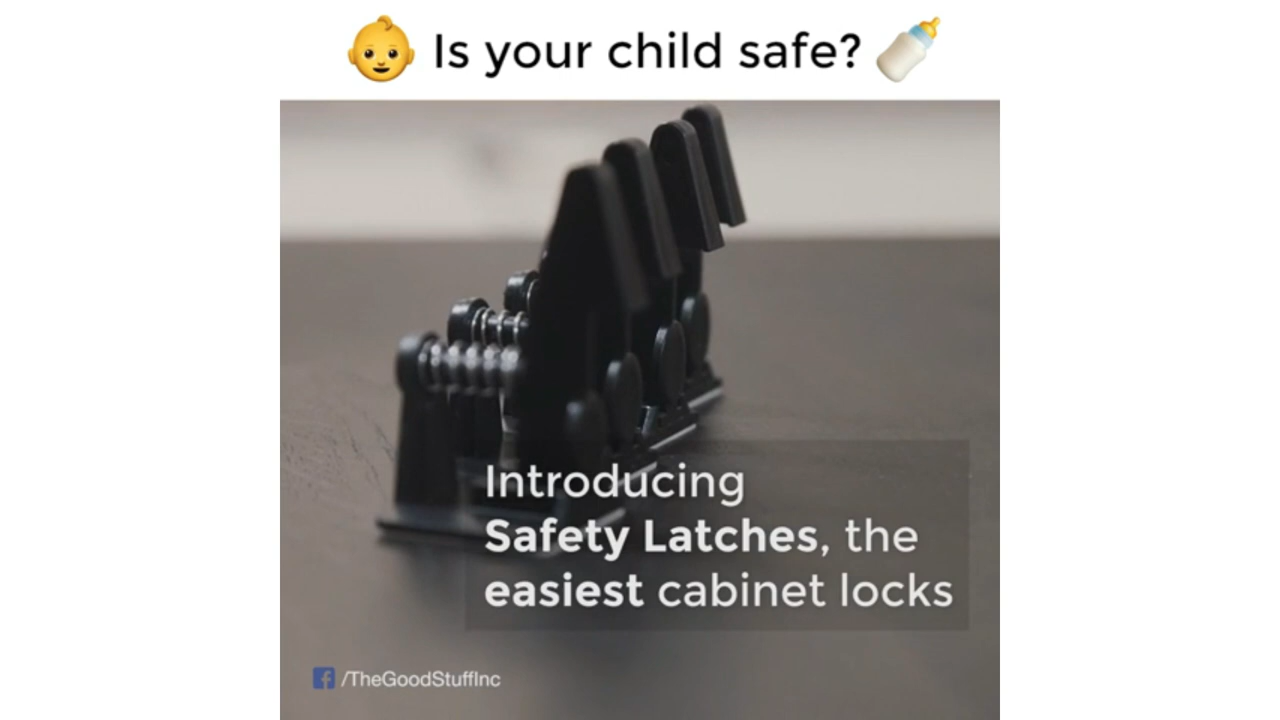 Is your child safe?
Introducing
Safety Latches, the
easiest cabinet locks
/TheGoodStuffInc